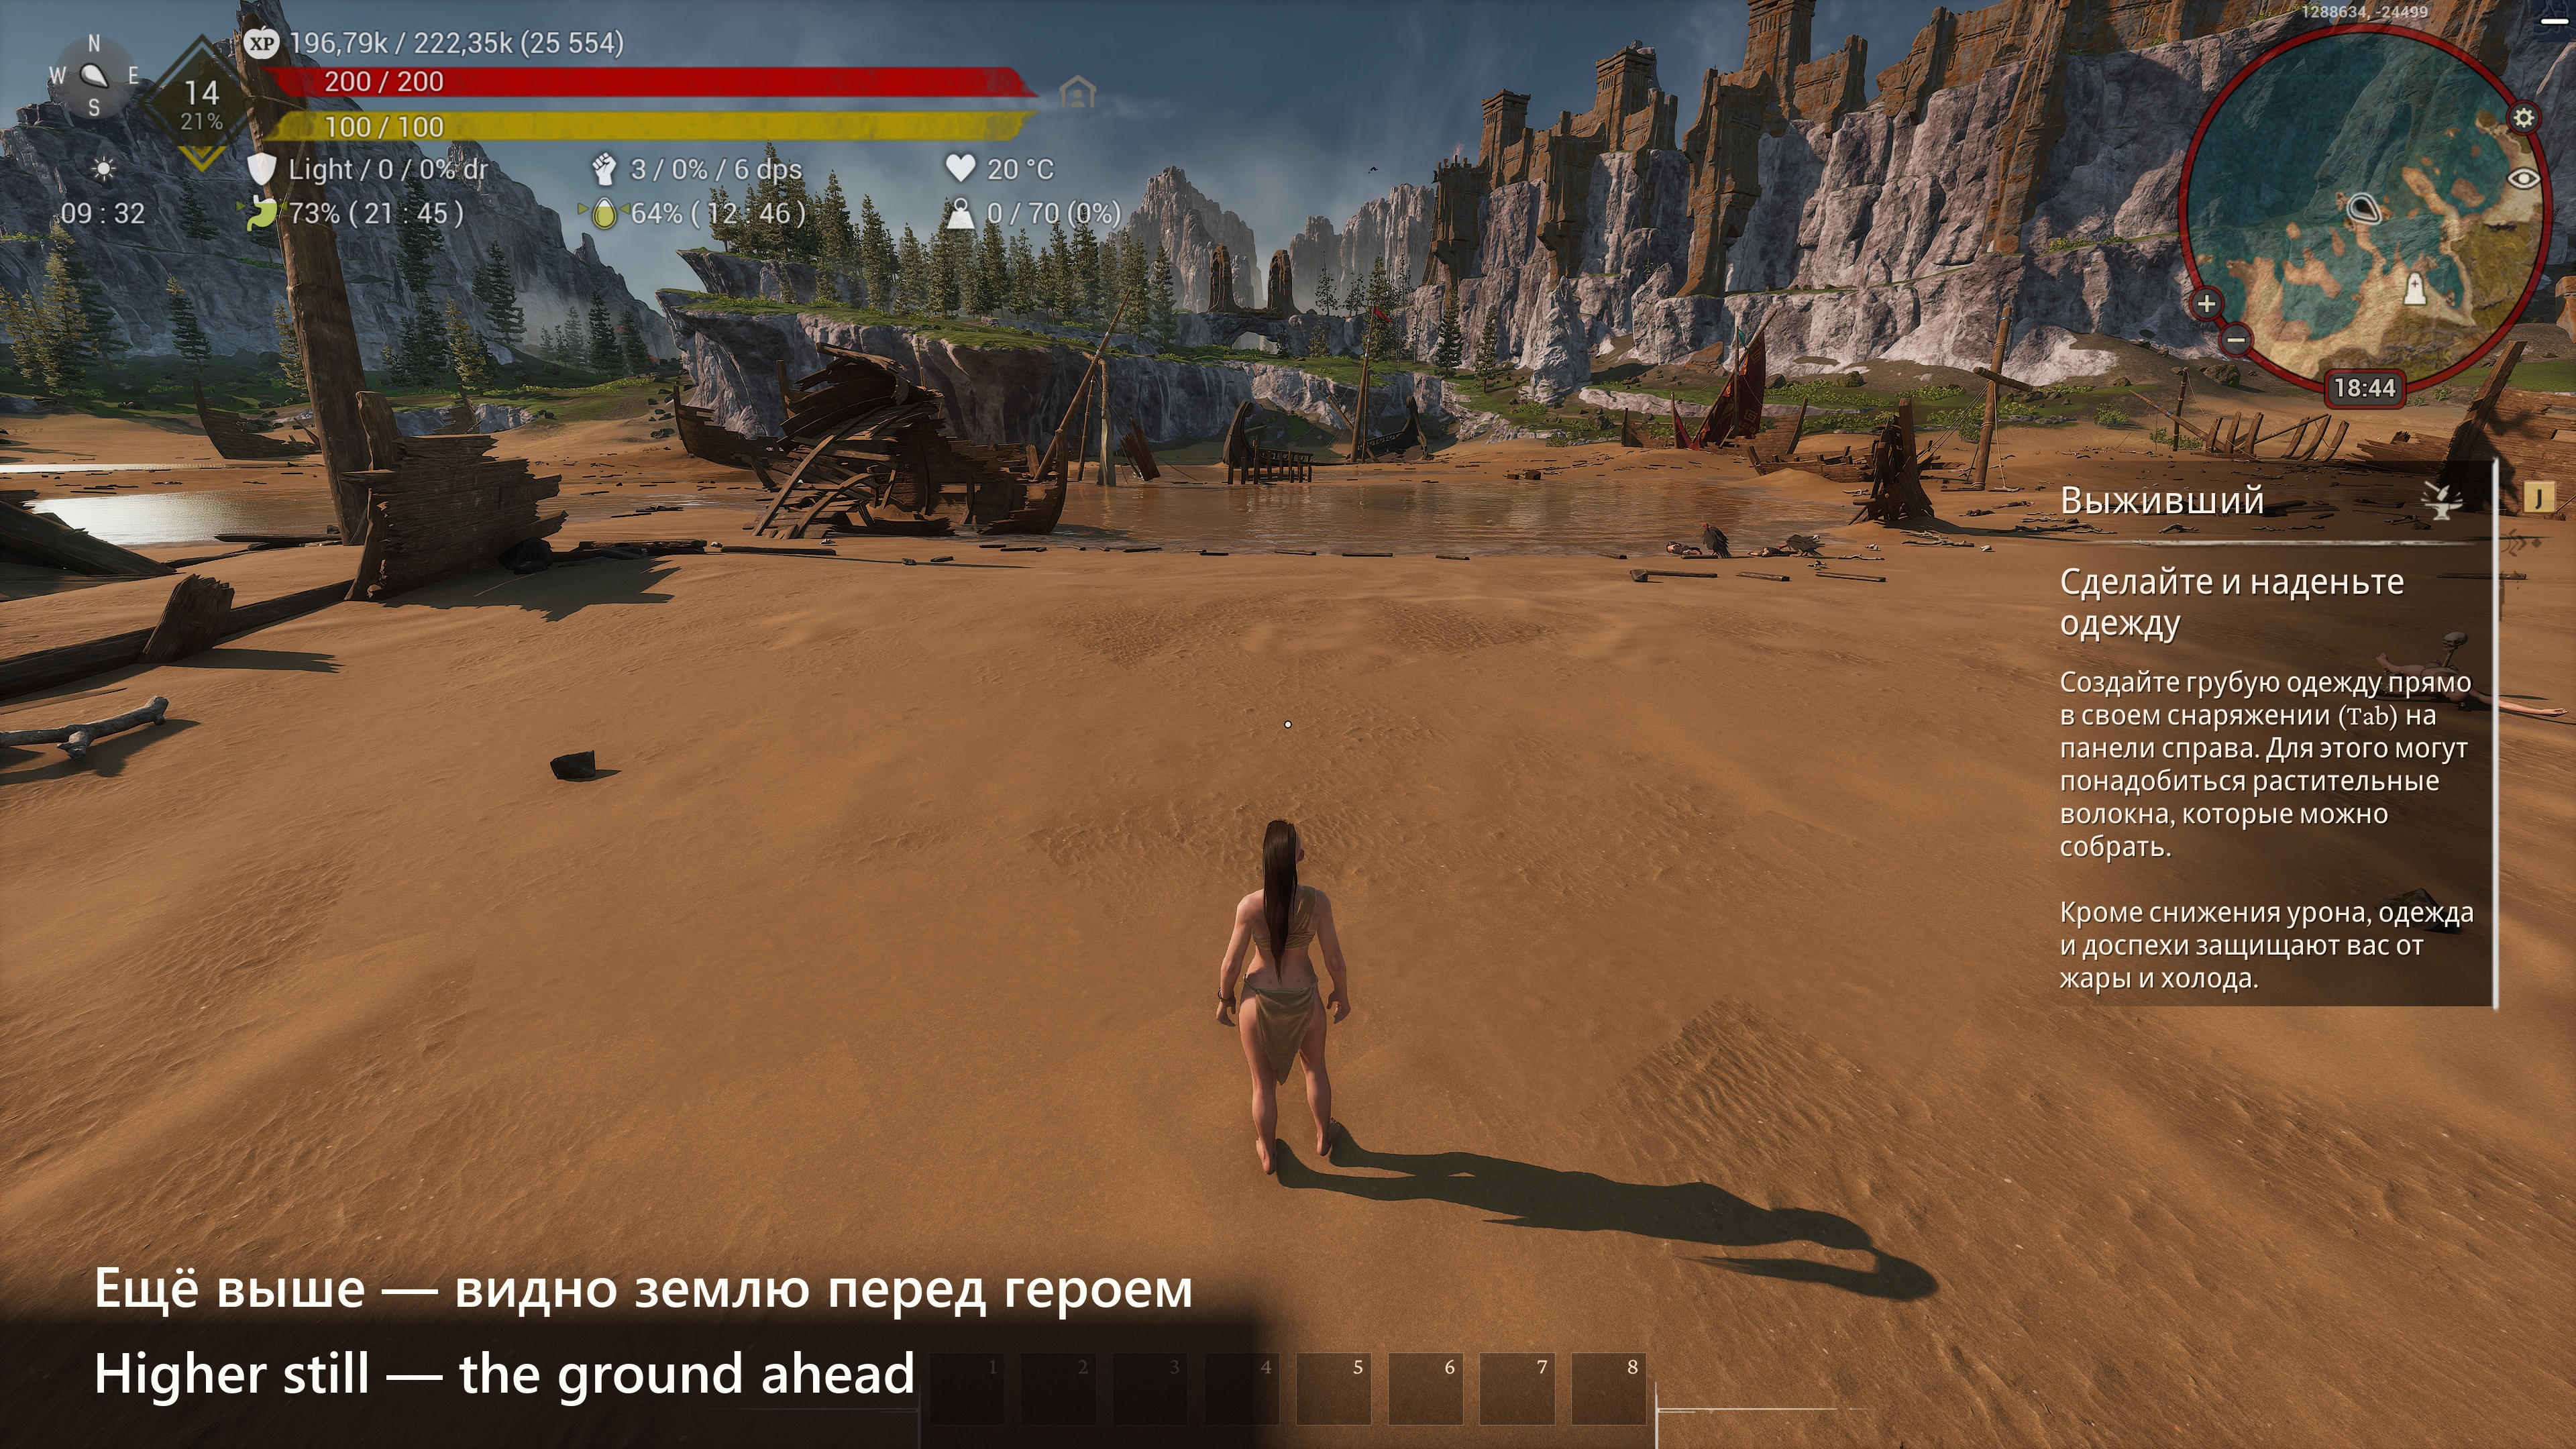 N
W E
S
14
21%
09 : 32
XP 196,79k / 222,35k (25 554)
200 / 200
100 / 100
Light / 0 / 0% dr
3 / 0% / 6 dps
20 °C
73% ( 21 : 45 )
64% ( 12 : 46 )
0 / 70 (0%)
1288634, -24499
18:44
Выживший
J
Сделайте и наденьте
одежду
Создайте грубую одежду прямо
в своем снаряжении (Tab) на
панели справа. Для этого могут
понадобиться растительные
волокна, которые можно
собрать.
Кроме снижения урона, одежда
и доспехи защищают вас от
жары и холода.
Ещё выше — видно землю перед героем
Higher still — the ground ahead
1 2 3 4 5 6 7 8